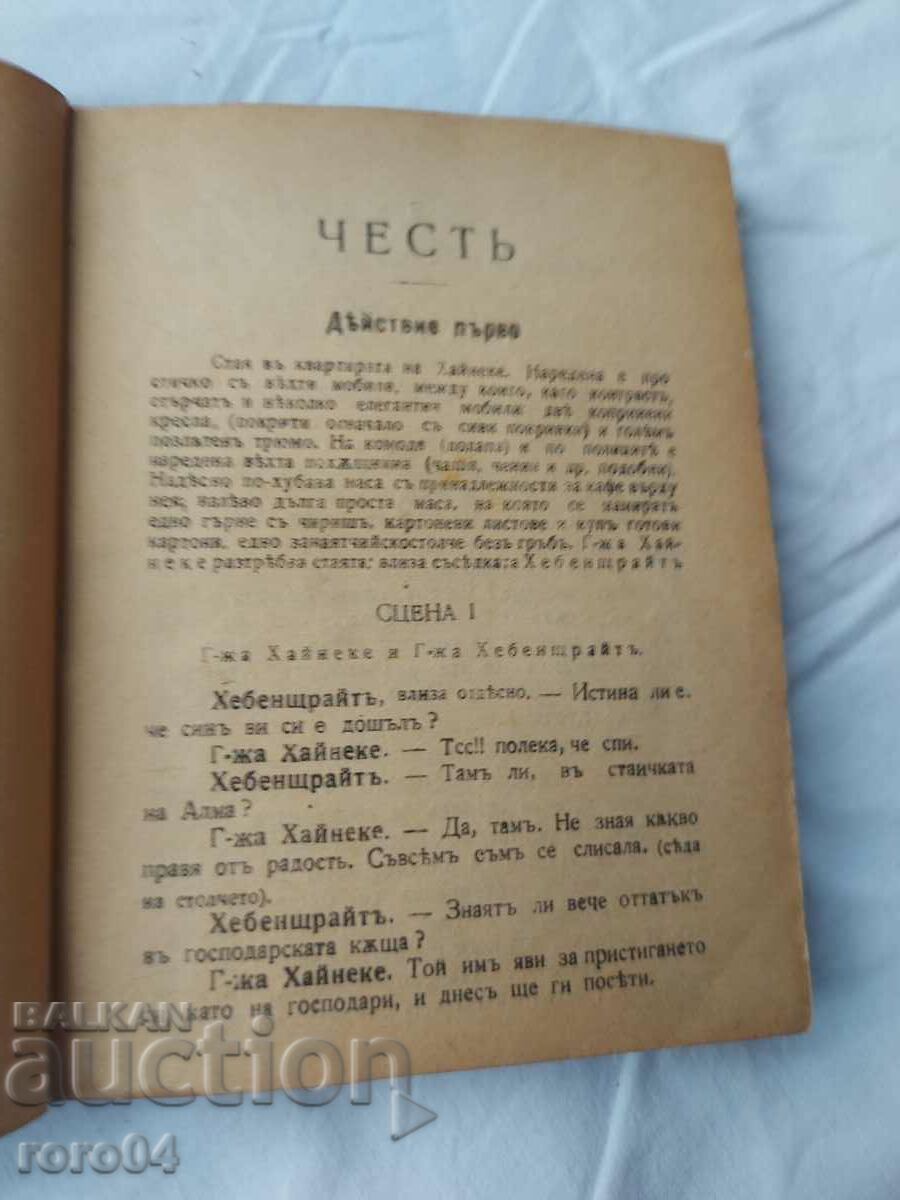 ЧЕСТЬ
Дѣйствие първо
Стая въ квартирата на Хайнеке. Наредена е про
стичко съ вѣхти мобили, между които, като контрастъ,
стърчатъ и нѣколко елегантни мобили: двѣ копринени
кресла, (покрити означало съ сиви покривки) и голѣмъ
позлатенъ трюмо. На комода (долапа) и по полицитѣ е
наредена вѣхта покѫщнина (чаши, чинии и др. подобни).
Надѣсно по-хубава маса съ принадлежности за кафе върху
нея; налѣво дълга проста маса, на която се намиратъ
едно гърне съ чиришъ, картонени листове и купъ готови
картони, едно занаятчийскостолче безъ гръбъ. Г-жа Хай-
неке разтрѣбва стаята; влиза съсѣдката Хебенщрайтъ
СЦЕНА I
Г-жа Хайнеке и Г-жа Хебенщрайтъ.
Хебенщрайтъ, влиза отдѣсно. — Истина ли е.
че синъ ви си е дошълъ?
Г-жа Хайнеке. — Тсс!! полека, че спи.
Хебенщрайтъ. — Тамъ ли, въ стаичката
на Алма?
Г-жа Хайнеке. — Да, тамъ. Не зная какво
правя отъ радость. Съвсѣмъ съмъ се слисала. (сѣда
на столчето).
Хебенщрайтъ. — Знаятъ ли вече оттатъкъ
въ господарската кѫща?
Г-жа Хайнеке. Той имъ яви за пристигането
като на господари, и днесъ ще ги посѣти.
BALKAN
auction
roro04